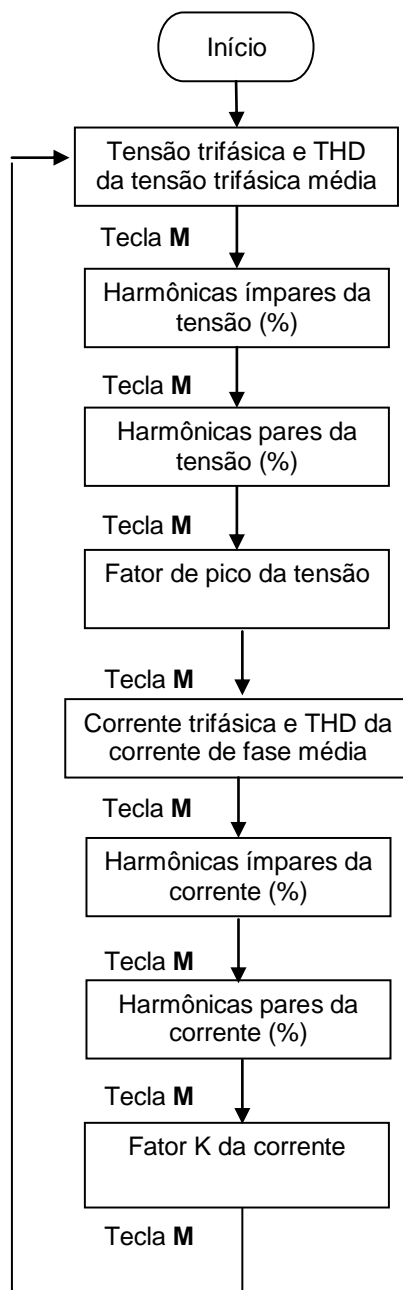 Início
Tensão trifásica e THD
da tensão trifásica média
Tecla M
Harmônicas ímpares da
tensão (%)
Tecla M
Harmônicas pares da
tensão (%)
Tecla M
Fator de pico da tensão
Tecla M
Corrente trifásica e THD da
corrente de fase média
Tecla M
Harmônicas ímpares da
corrente (%)
Tecla M
Harmônicas pares da
corrente (%)
Tecla M
Fator K da corrente
Tecla M